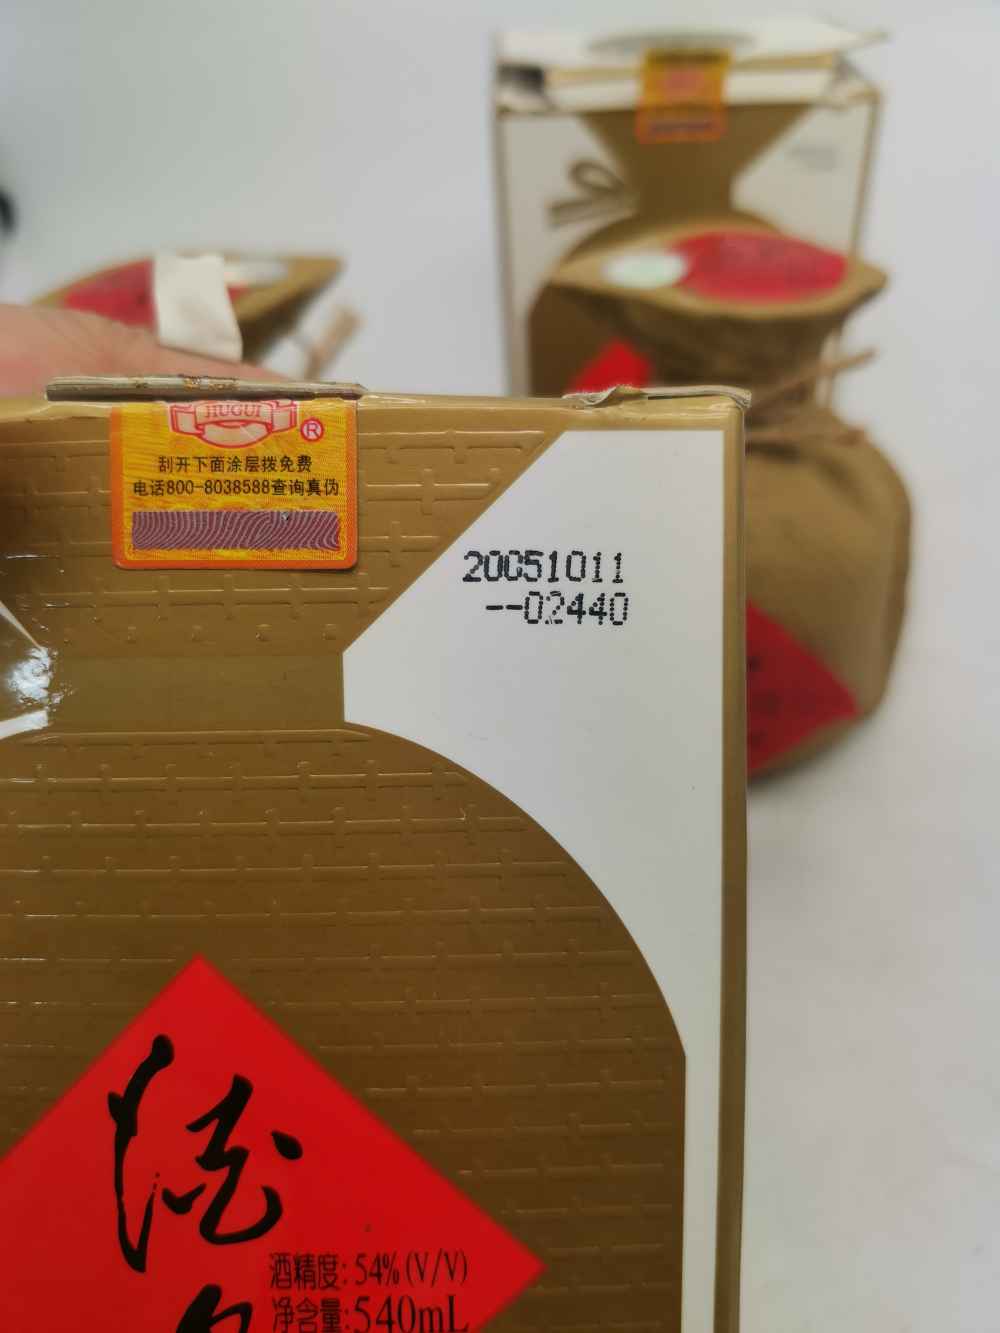 JIUGUI
®
刮开下面涂层拨免费
电话800-8038588查询真伪
20051011
--02440
酒
酒精度:54%(V/V)
净含量:540mL